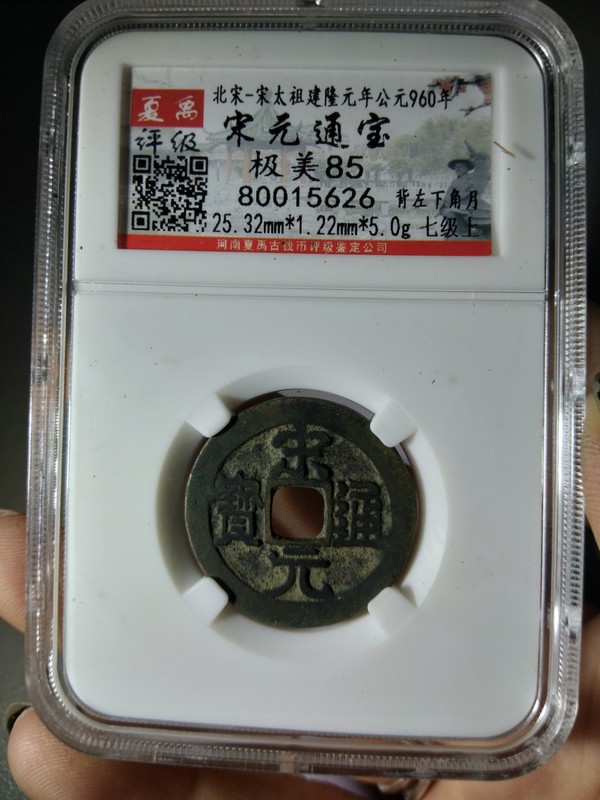 北宋-宋太祖建隆元年公元960年
夏禹
评级
宋元通宝
极美85
80015626 背左下角月
25.32mm*1.22mm*5.0g 七级上
河南夏禹古钱币评级鉴定公司
宋
寶 通
元